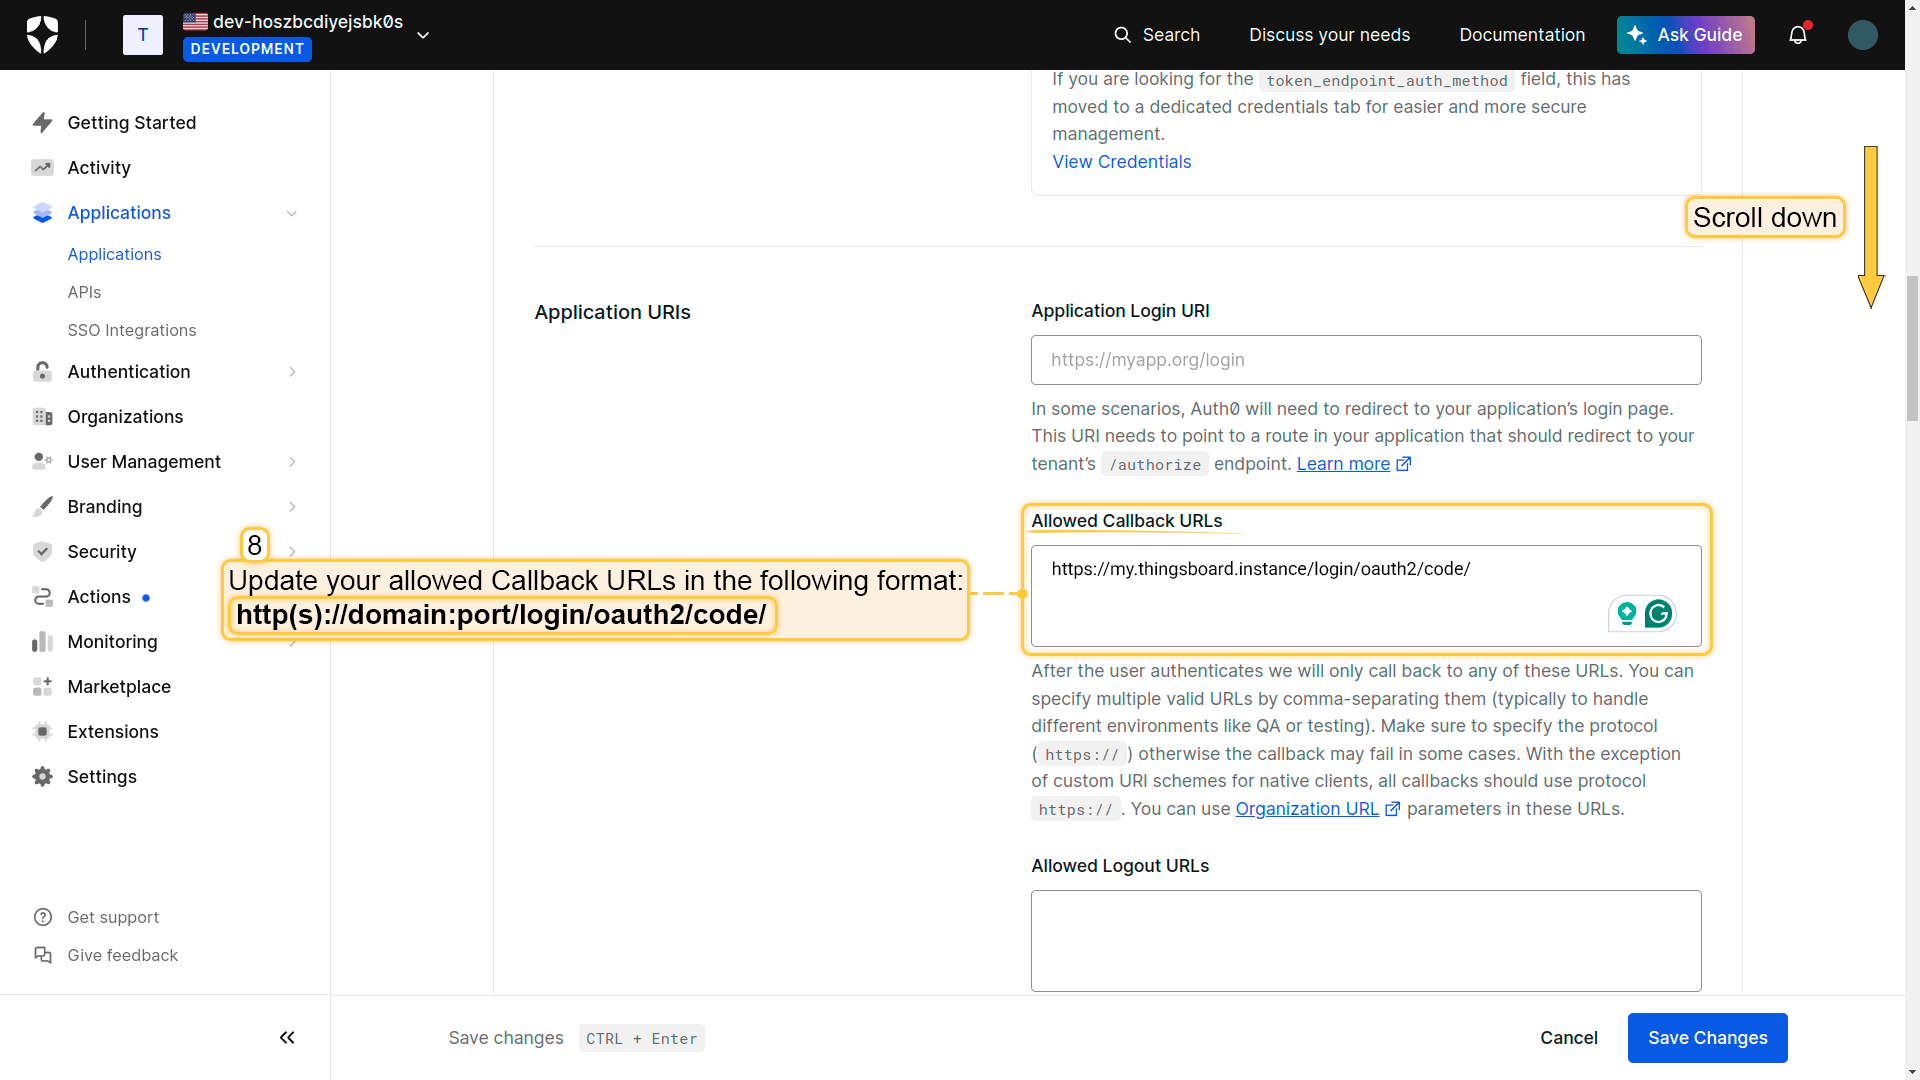 T
dev-hoszbcdiyejsbk0s
DEVELOPMENT
Search
Discuss your needs
Documentation
Ask Guide
Getting Started
Activity
Applications
Applications
APIs
SSO Integrations
Authentication
Organizations
User Management
Branding
Security
Actions
Monitoring
Marketplace
Extensions
Settings
Get support
Give feedback
If you are looking for the token_endpoint_auth_method field, this has
moved to a dedicated credentials tab for easier and more secure
management.
View Credentials
Scroll down
Application URIs
Application Login URI
https://myapp.org/login
In some scenarios, Auth0 will need to redirect to your application’s login page.
This URI needs to point to a route in your application that should redirect to your
tenant’s /authorize endpoint. Learn more
8
Update your allowed Callback URLs in the following format:
http(s)://domain:port/login/oauth2/code/
Allowed Callback URLs
https://my.thingsboard.instance/login/oauth2/code/
After the user authenticates we will only call back to any of these URLs. You can
specify multiple valid URLs by comma-separating them (typically to handle
different environments like QA or testing). Make sure to specify the protocol
( https:// ) otherwise the callback may fail in some cases. With the exception
of custom URI schemes for native clients, all callbacks should use protocol
https:// . You can use Organization URL parameters in these URLs.
Allowed Logout URLs
Save changes CTRL + Enter
Cancel
Save Changes